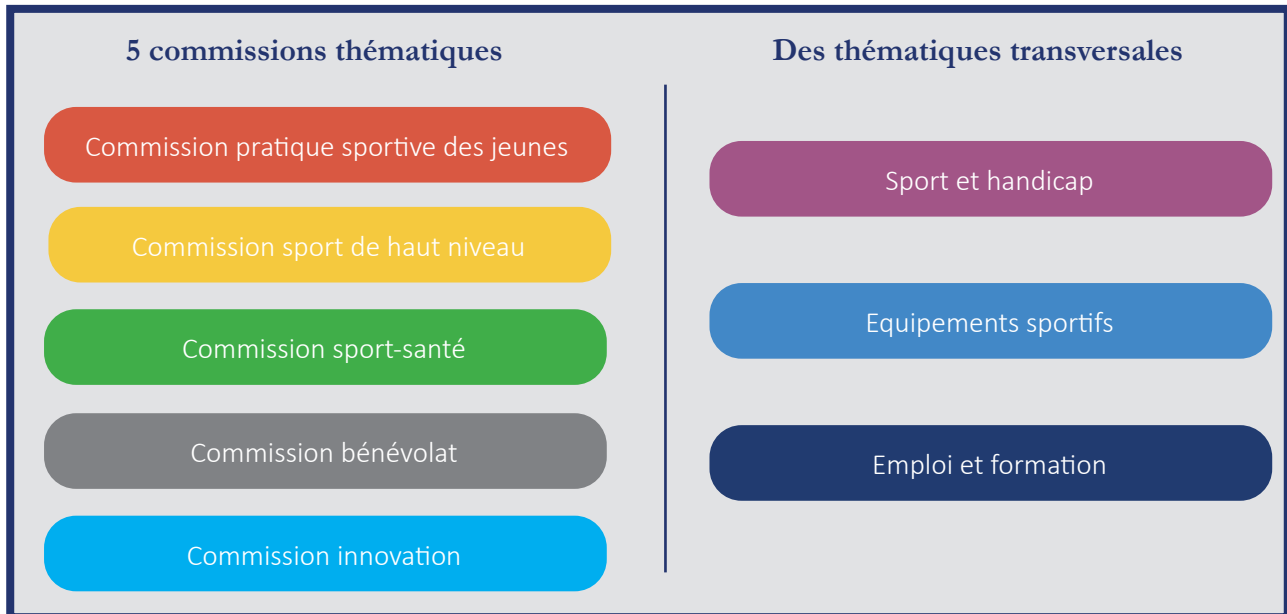 5 commissions thématiques
Commission pratique sportive des jeunes
Commission sport de haut niveau
Commission sport-santé
Commission bénévolat
Commission innovation
Des thématiques transversales
Sport et handicap
Equipements sportifs
Emploi et formation